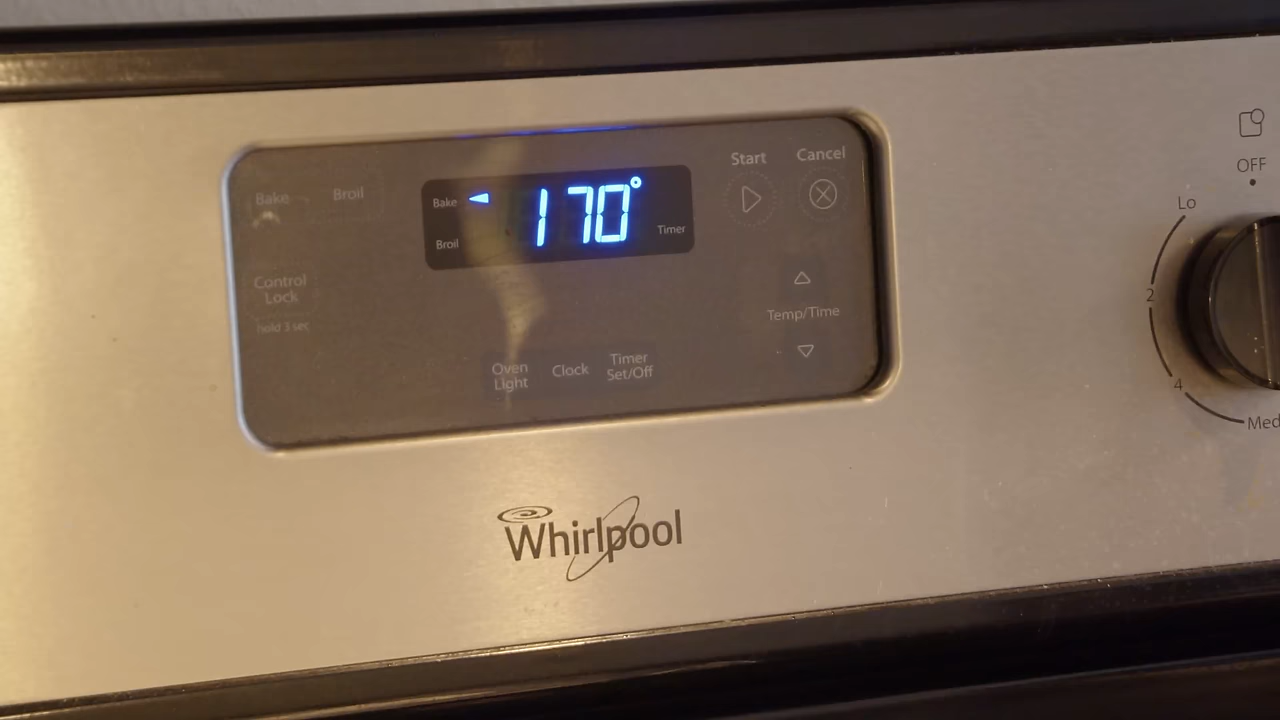 Bake
Broil
Control
Lock
hold 3 sec
Bake
170°
Broil
Timer
Oven
Light
Clock
Timer
Set/Off
Start
Cancel
Temp/Time
OFF
Lo
2
4
Med
Whirlpool